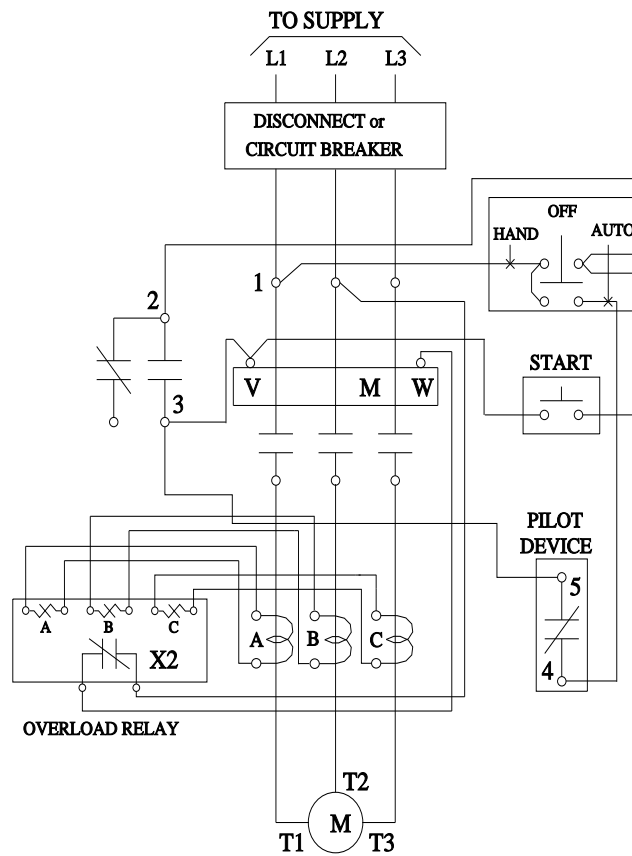 TO SUPPLY
L1 L2 L3
DISCONNECT or
CIRCUIT BREAKER
OFF
HAND AUTO
1
2
V M W
START
3
PILOT
DEVICE
5
A B C
A B C
X2
4
OVERLOAD RELAY
T2
M
T1 T3